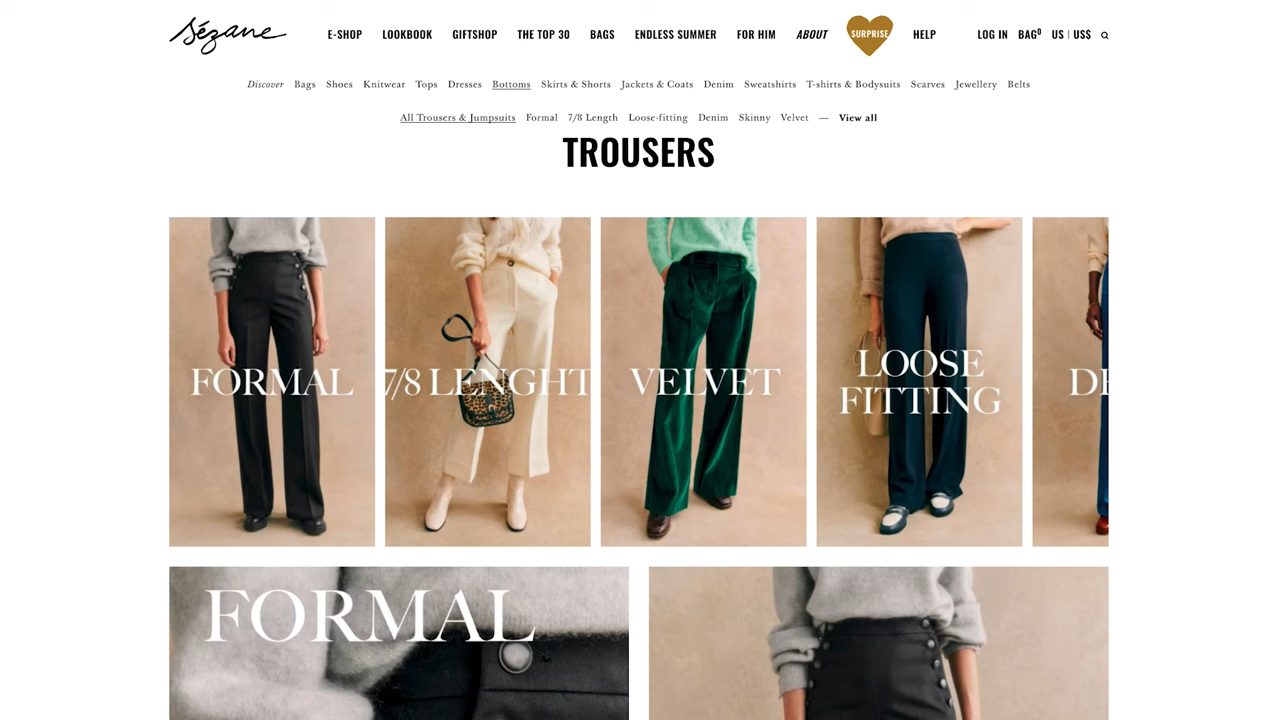 Sézane
E-SHOP LOOKBOOK GIFTSHOP THE TOP 30 BAGS ENDLESS SUMMER FOR HIM ABOUT SURPRISE HELP LOG IN BAG0 US | US$
Discover Bags Shoes Knitwear Tops Dresses Bottoms Skirts & Shorts Jackets & Coats Denim Sweatshirts T-shirts & Bodysuits Scarves Jewellery Belts
All Trousers & Jumpsuits Formal 7/8 Length Loose-fitting Denim Skinny Velvet — View all
TROUSERS
FORMAL
7/8 LENGHT
VELVET
LOOSE
FITTING
FORMAL